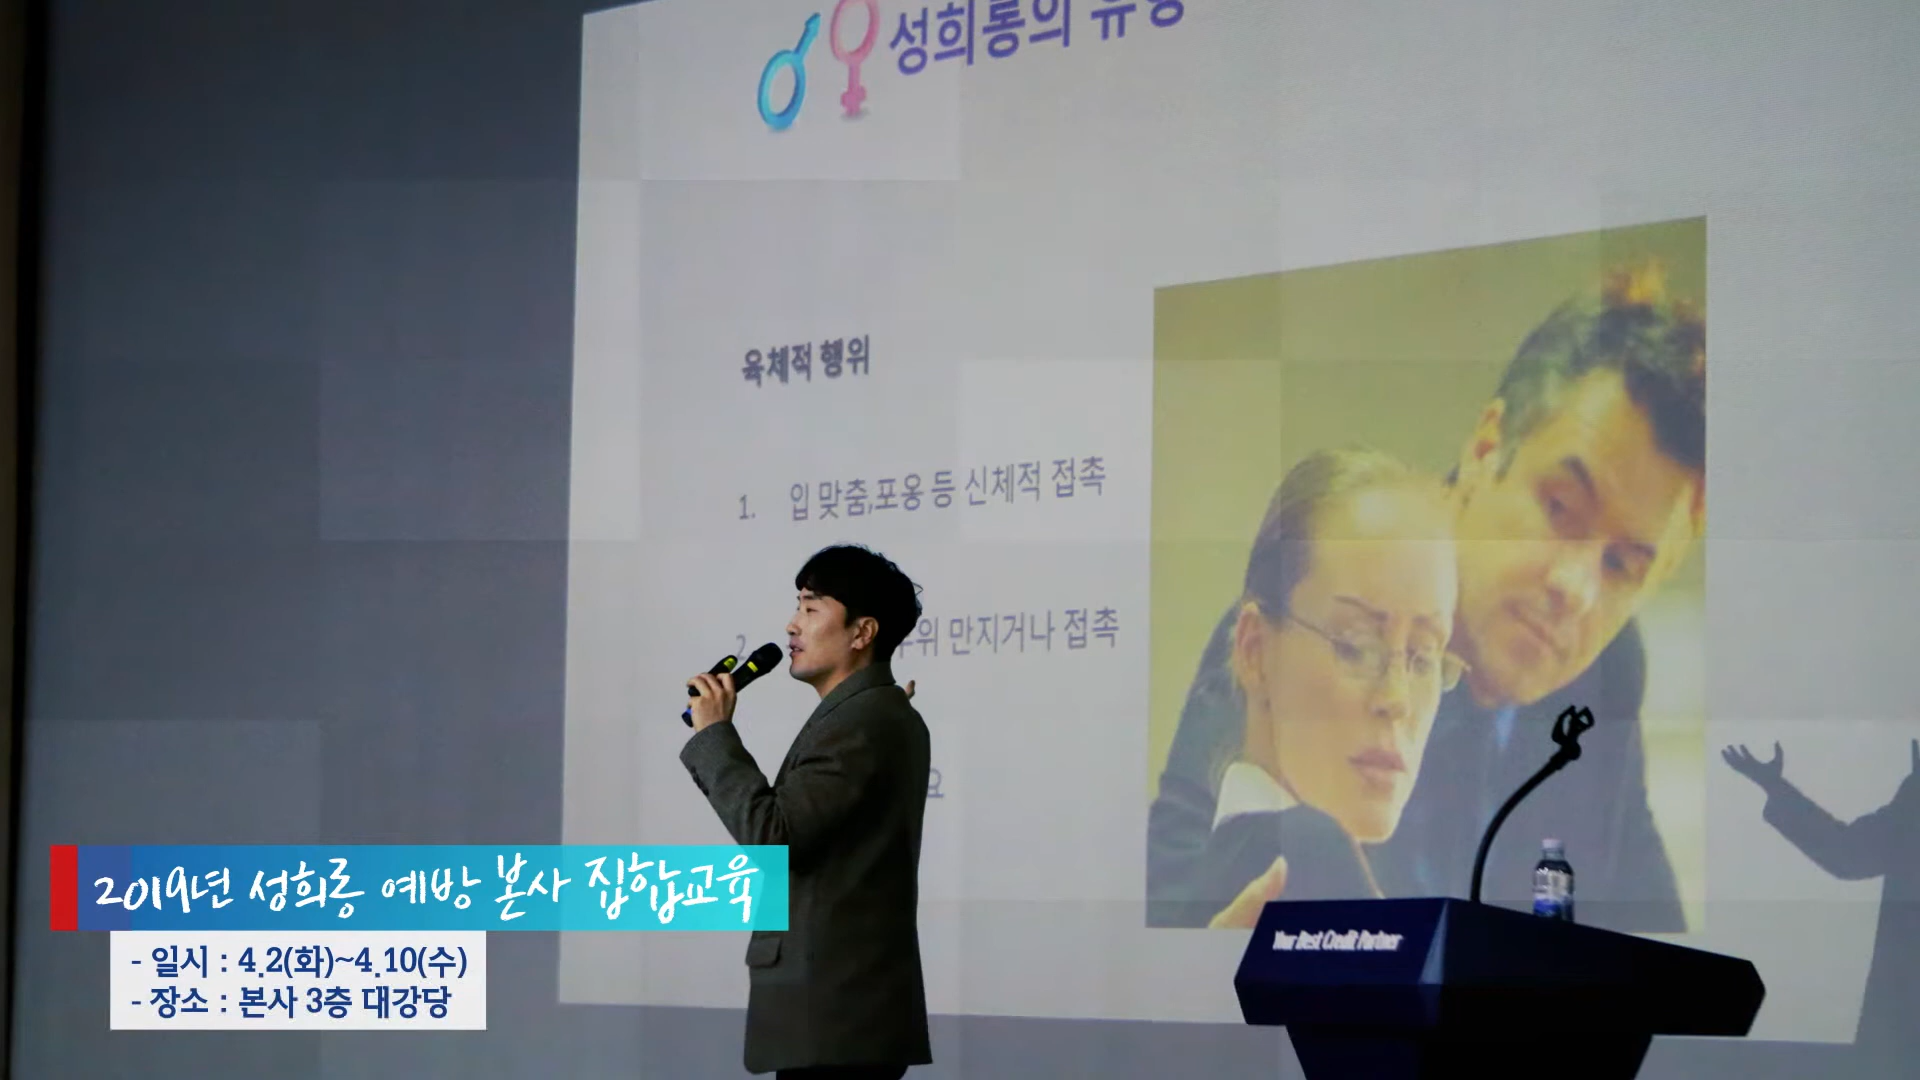 성희롱의 유형
육체적 행위
1. 입 맞춤,포옹 등 신체적 접촉
2. 부위 만지거나 접촉
요
2019년 성희롱 예방 본사 집합교육
- 일시 : 4.2(화)~4.10(수)
- 장소 : 본사 3층 대강당
Your Best Credit Partner